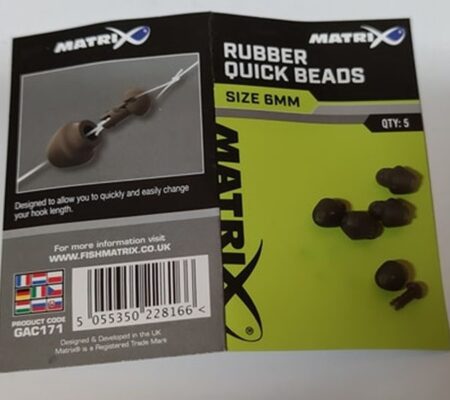 MATRIX
Designed to allow you to quickly and easily change
your hook length.
For more information visit
WWW.FISHMATRIX.CO.UK
PRODUCT CODE
GAC171
5 055350 228166 <
Designed & Developed in the UK
Matrix® is a Registered Trade Mark
MATRIX
RUBBER
QUICK BEADS
SIZE 6MM
QTY: 5
MATRIX®